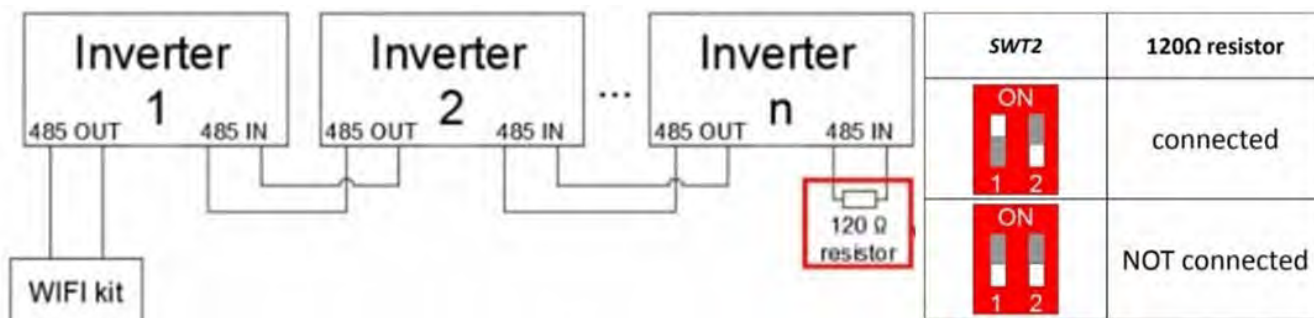 Inverter
1
485 OUT
485 IN
Inverter
2
485 OUT
485 IN
...
Inverter
n
485 OUT
485 IN
120 Ω
resistor
WIFI kit
SWT2
120Ω resistor
ON
1 2
connected
ON
1 2
NOT connected